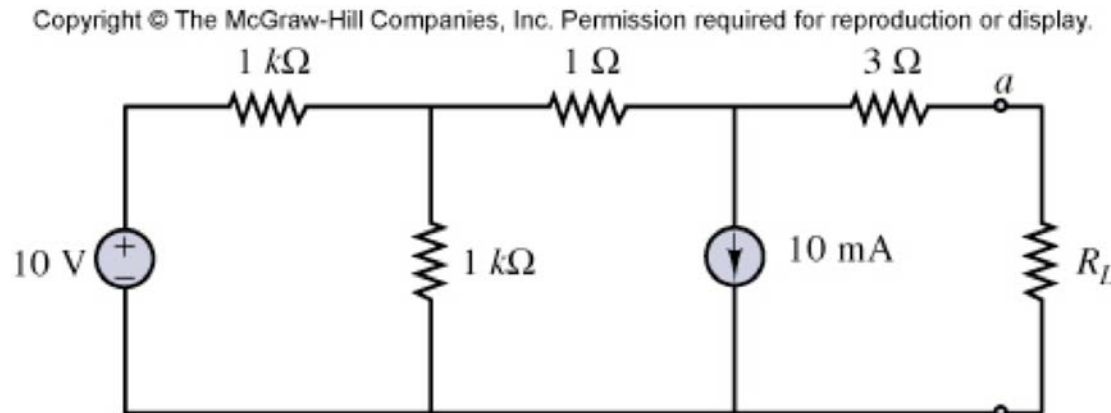 Copyright © The McGraw-Hill Companies, Inc. Permission required for reproduction or display.
1 kΩ 1 Ω 3 Ω
a
10 V + − 1 kΩ 10 mA R_L